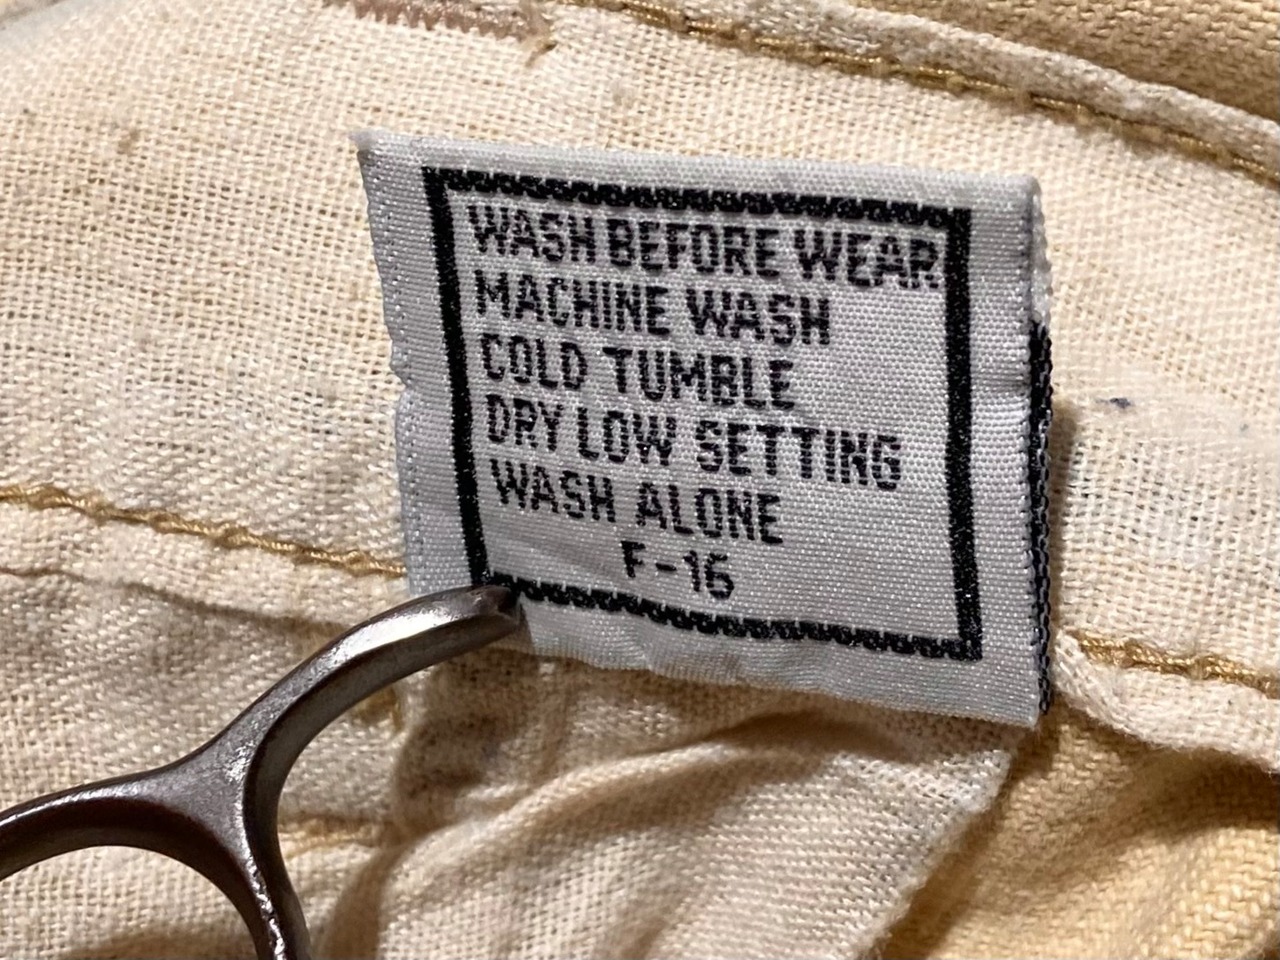 WASH BEFORE WEAR
MACHINE WASH
COLD TUMBLE
DRY LOW SETTING
WASH ALONE
F-16